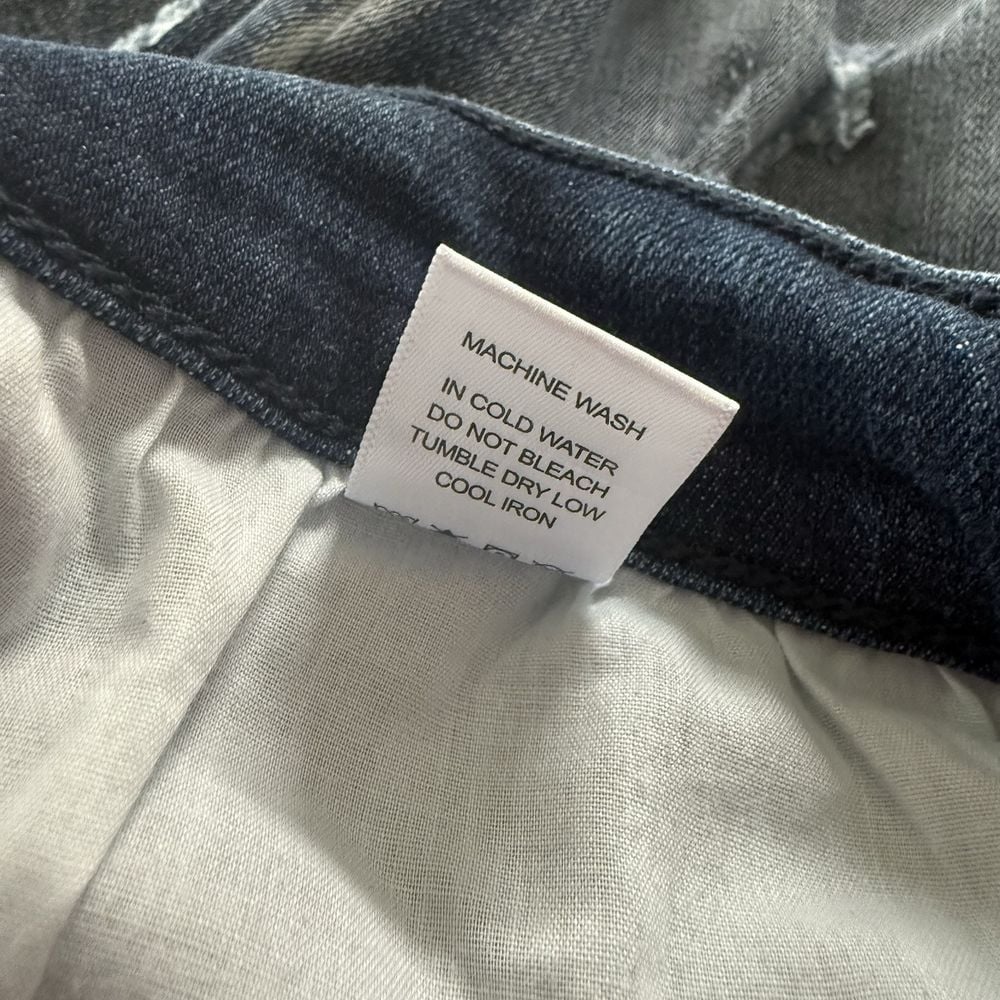 MACHINE WASH
IN COLD WATER
DO NOT BLEACH
TUMBLE DRY LOW
COOL IRON